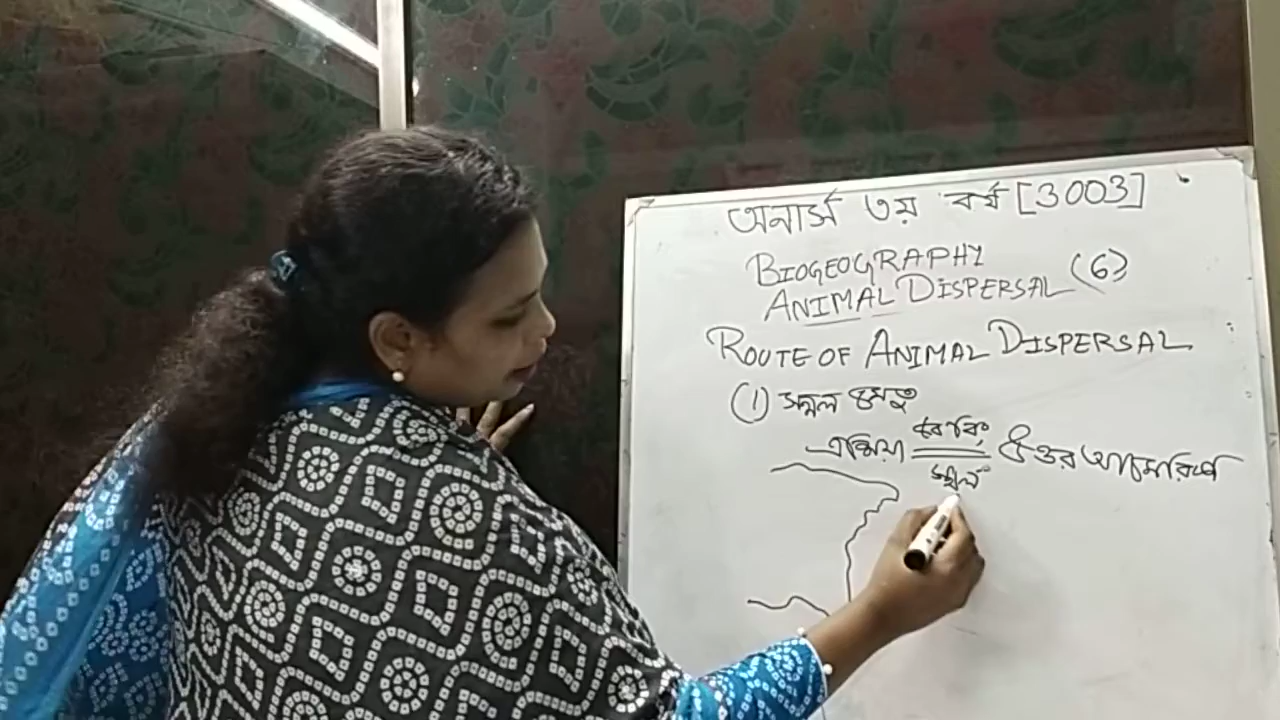 অনার্স ৩য় বর্ষ [3003]
BIOGEOGRAPHY (6)
ANIMAL DISPERSAL
ROUTE OF ANIMAL DISPERSAL
(1) স্থল
এশিয়া বেরিং উত্তর আমেরিকা
স্থল